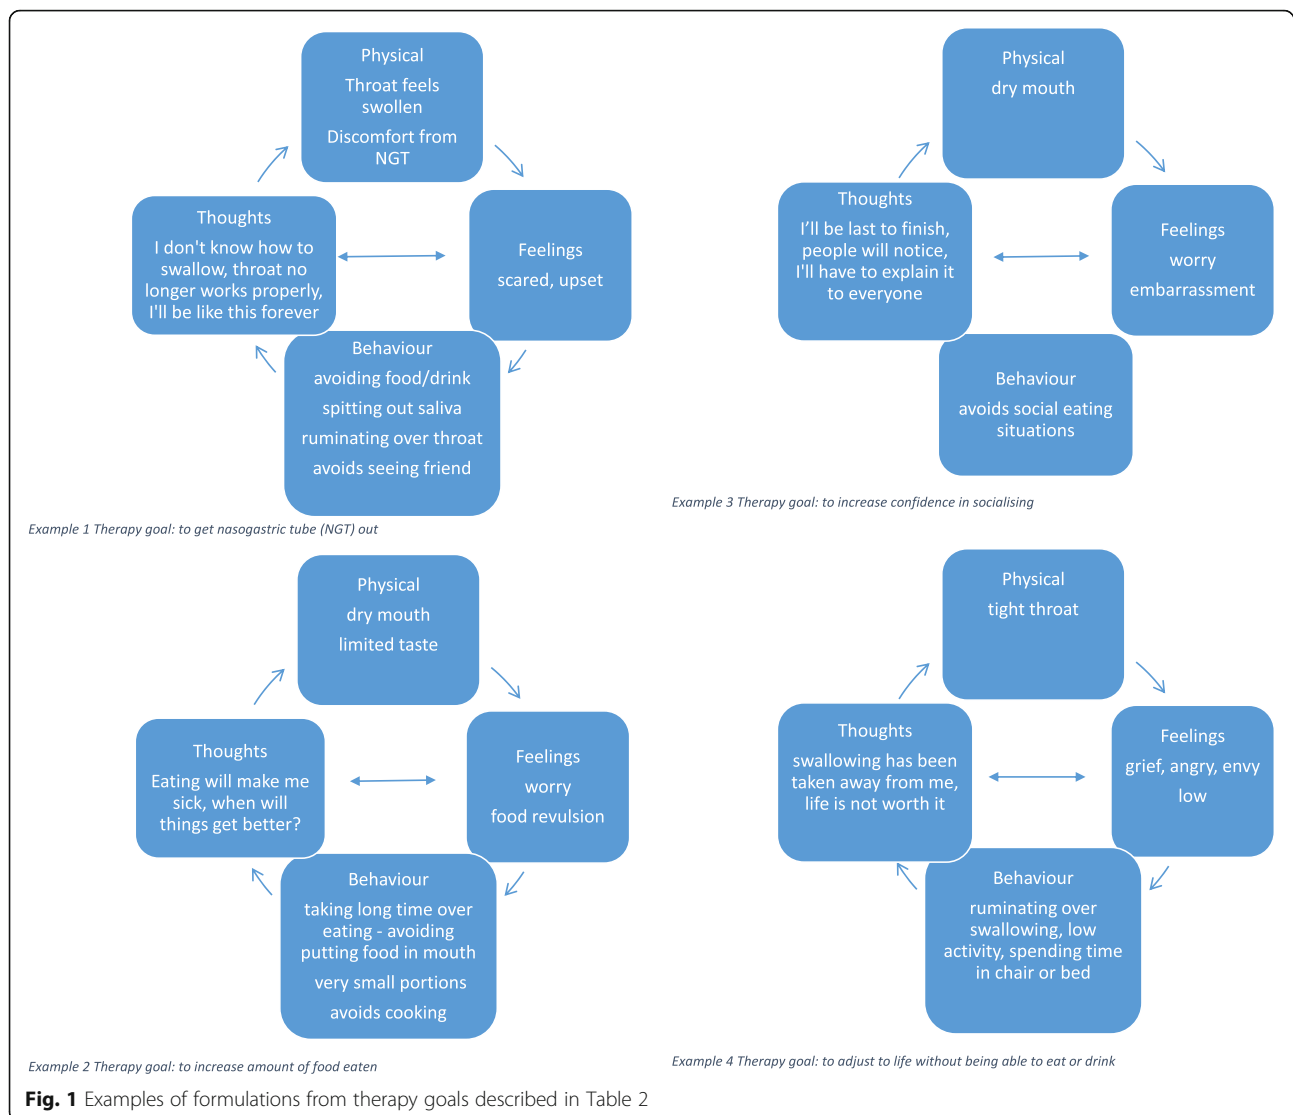 Physical
Throat feels
swollen
Discomfort from
NGT
Thoughts
I don't know how to
swallow, throat no
longer works properly,
I'll be like this forever
Feelings
scared, upset
Behaviour
avoiding food/drink
spitting out saliva
ruminating over throat
avoids seeing friend
Example 1 Therapy goal: to get nasogastric tube (NGT) out
Physical
dry mouth
Thoughts
I’ll be last to finish,
people will notice,
I'll have to explain it
to everyone
Feelings
worry
embarrassment
Behaviour
avoids social eating
situations
Example 3 Therapy goal: to increase confidence in socialising
Physical
dry mouth
limited taste
Thoughts
Eating will make me
sick, when will
things get better?
Feelings
worry
food revulsion
Behaviour
taking long time over
eating - avoiding
putting food in mouth
very small portions
avoids cooking
Example 2 Therapy goal: to increase amount of food eaten
Physical
tight throat
Thoughts
swallowing has been
taken away from me,
life is not worth it
Feelings
grief, angry, envy
low
Behaviour
ruminating over
swallowing, low
activity, spending time
in chair or bed
Example 4 Therapy goal: to adjust to life without being able to eat or drink
Fig. 1 Examples of formulations from therapy goals described in Table 2